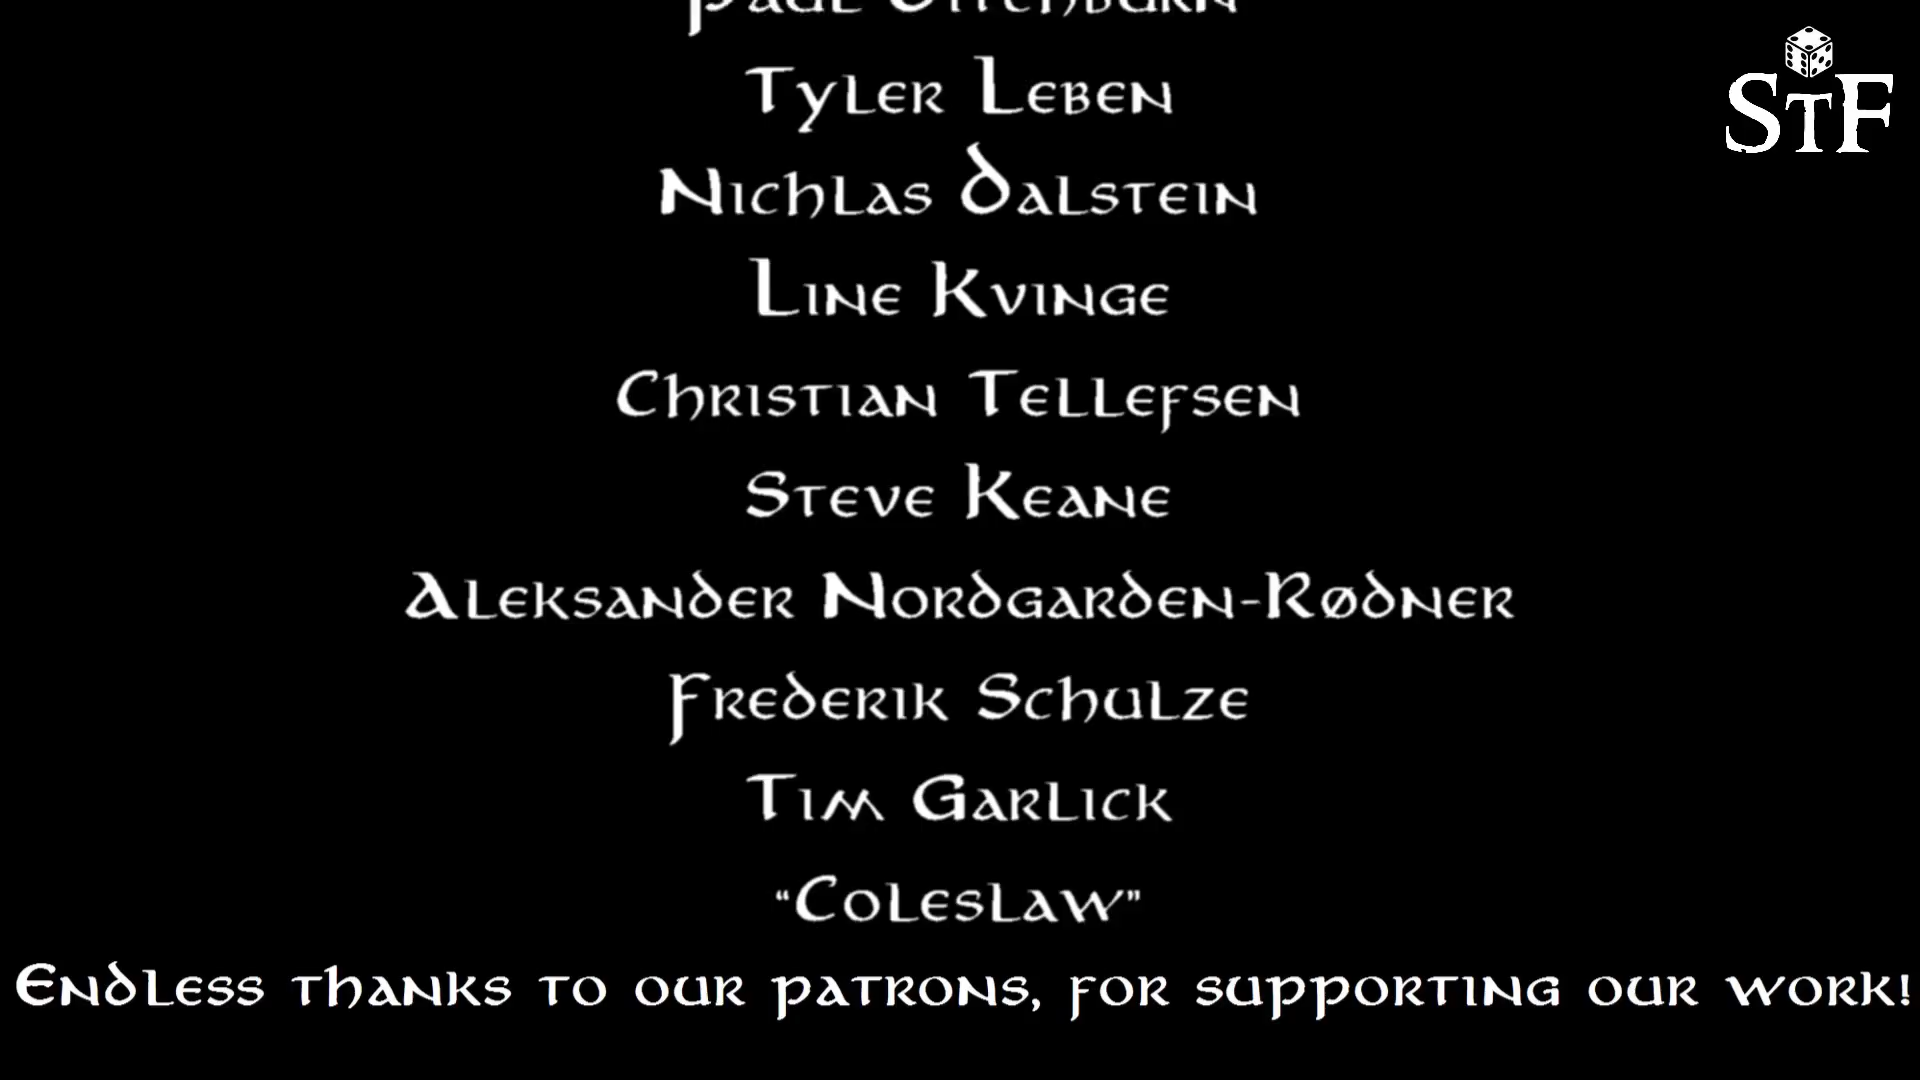 Paul
Tyler Leben
StF
Nichlas Dalstein
Line Kvinge
Christian Tellefsen
Steve Keane
Aleksander Nordgarden-Rødner
Frederik Schulze
Tim Garlick
“Coleslaw”
Endless thanks to our patrons, for supporting our work!